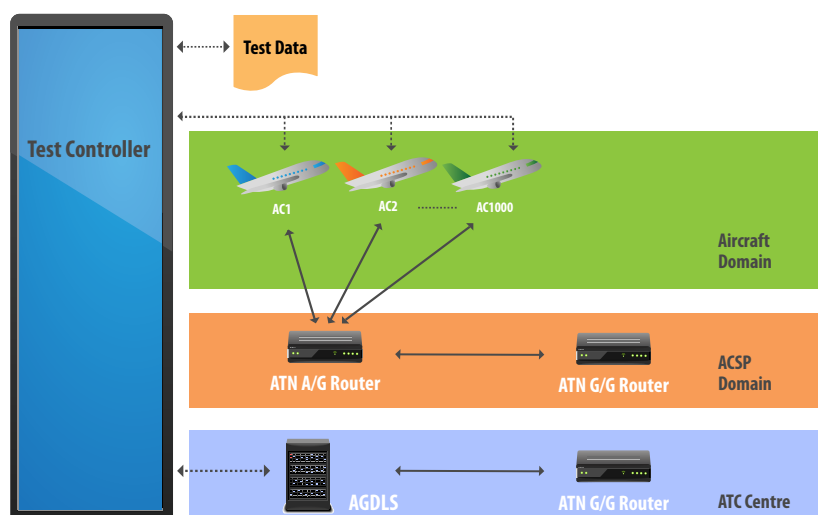 Test Data
Test Controller
AC1
AC2
AC1000
Aircraft
Domain
ATN A/G Router
ATN G/G Router
ACSP
Domain
AGDLS
ATN G/G Router
ATC Centre